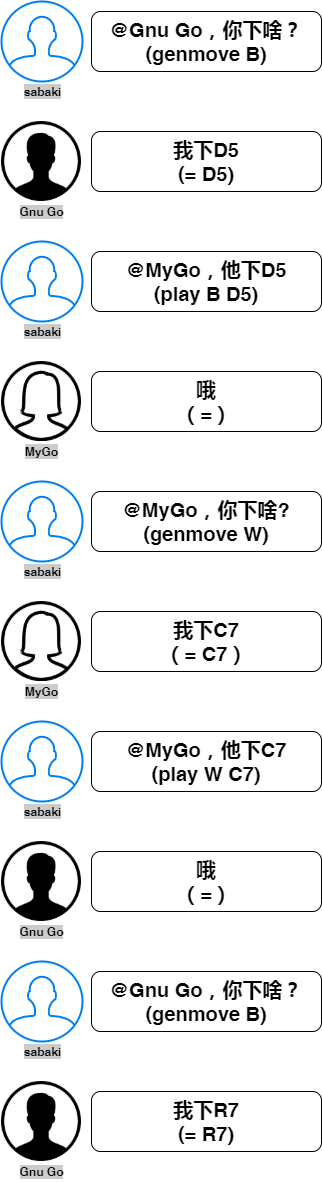 @Gnu Go，你下啥？
(genmove B)
sabaki
我下D5
(= D5)
Gnu Go
@MyGo，他下D5
(play B D5)
sabaki
哦
( = )
MyGo
@MyGo，你下啥?
(genmove W)
sabaki
我下C7
( = C7 )
MyGo
@MyGo，他下C7
(play W C7)
sabaki
哦
( = )
Gnu Go
@Gnu Go，你下啥？
(genmove B)
sabaki
我下R7
(= R7)
Gnu Go